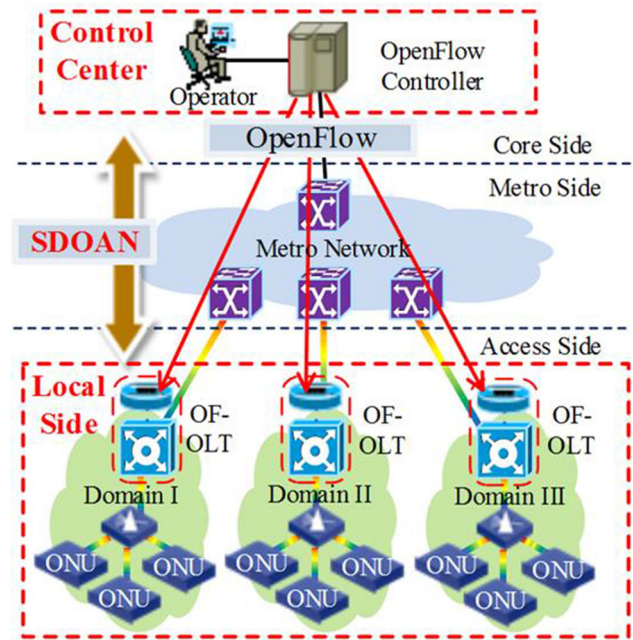 Control
Center
OpenFlow
Controller
Operator
OpenFlow
Core Side
Metro Side
SDOAN
Metro Network
Access Side
Local
Side
OF-
OLT
OF-
OLT
OF-
OLT
Domain I
Domain II
Domain III
ONU
ONU
ONU
ONU
ONU
ONU
ONU
ONU
ONU